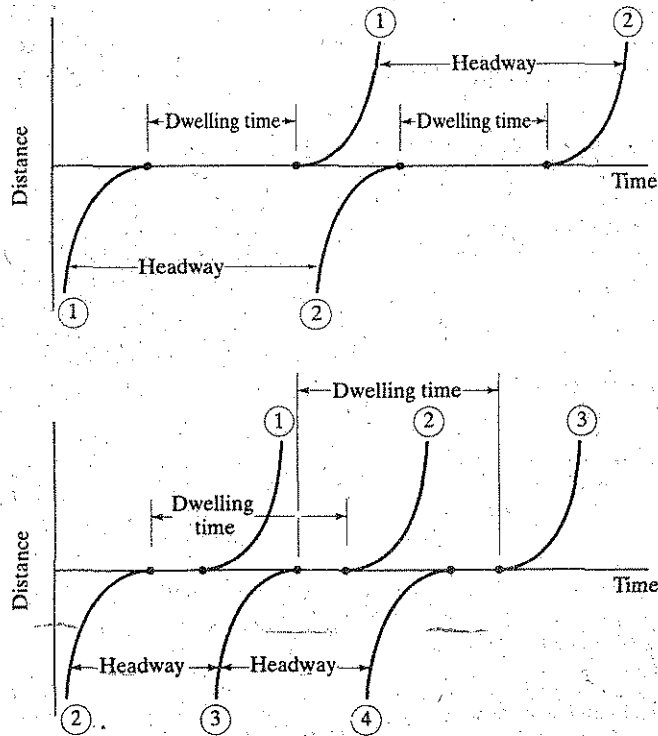 ① ②
Headway
Dwelling time Dwelling time
Distance
Time
Headway
① ②
Dwelling time
① ② ③
Dwelling
time
Distance
Time
Headway Headway
② ③ ④